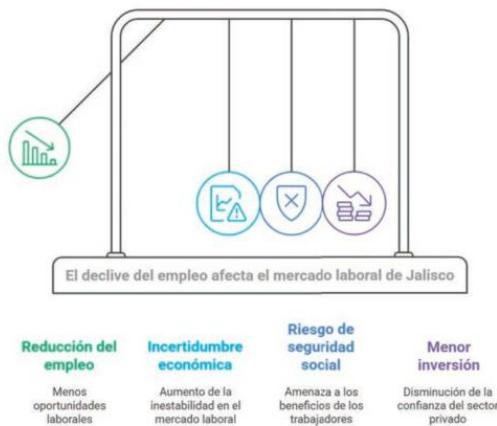 El declive del empleo afecta el mercado laboral de Jalisco
Reducción del
empleo
Menos
oportunidades
laborales
Incertidumbre
económica
Aumento de la
inestabilidad en el
mercado laboral
Riesgo de
seguridad
social
Amenaza a los
beneficios de los
trabajadores
Menor
inversión
Disminución de la
confianza del sector
privado